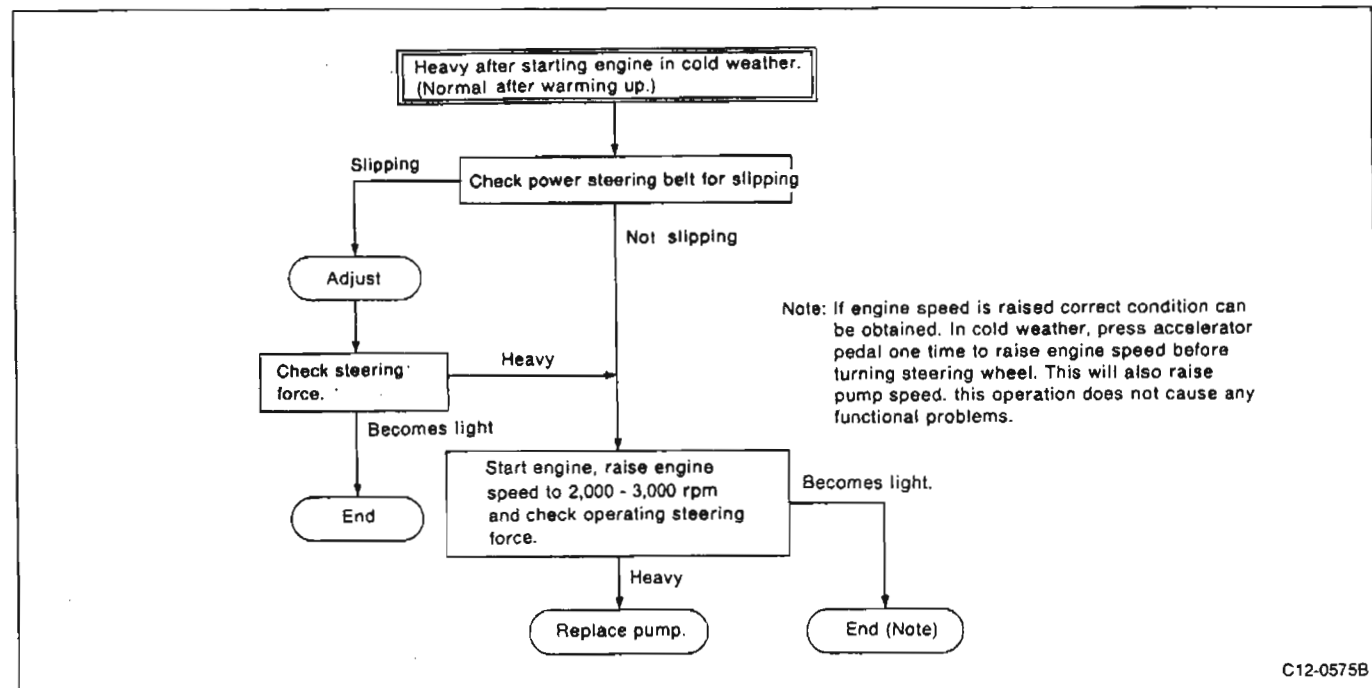 Heavy after starting engine in cold weather.
(Normal after warming up.)
Slipping
Check power steering belt for slipping
Not slipping
Adjust
Note: If engine speed is raised correct condition can
be obtained. In cold weather, press accelerator
pedal one time to raise engine speed before
turning steering wheel. This will also raise
pump speed. this operation does not cause any
functional problems.
Check steering
force.
Heavy
Becomes light
Start engine, raise engine
speed to 2,000 - 3,000 rpm
and check operating steering
force.
Becomes light.
End
Heavy
Replace pump.
End (Note)
C12-0575B